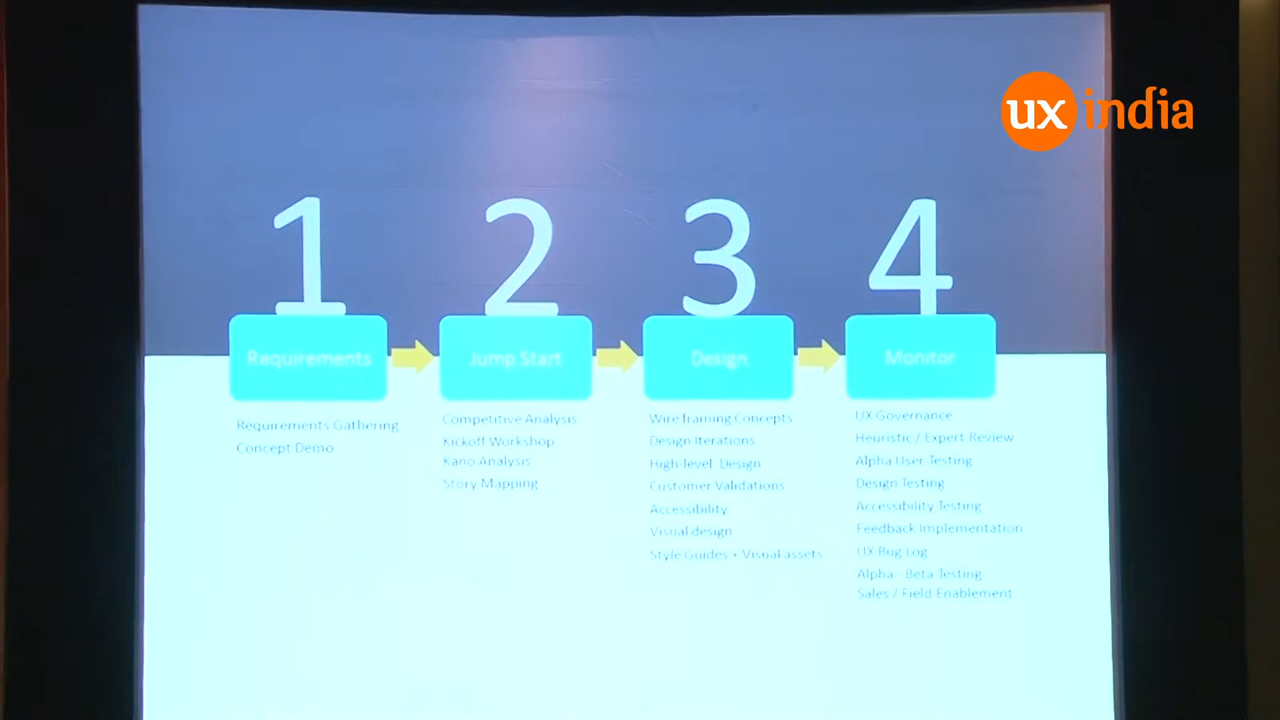 ux india
1
2
3
4
Requirements
Jump Start
Design
Monitor
Requirements Gathering
Concept Demo
Competitive Analysis
Kickoff Workshop
Kano Analysis
Story Mapping
Wire framing Concepts
Design Iterations
High-level Design
Customer Validations
Accessibility
Visual design
Style Guides + Visual assets
UX Governance
Heuristic / Expert Review
Alpha User Testing
Design Testing
Accessibility Testing
Feedback Implementation
UX Bug Log
Alpha - Beta Testing
Sales / Field Enablement